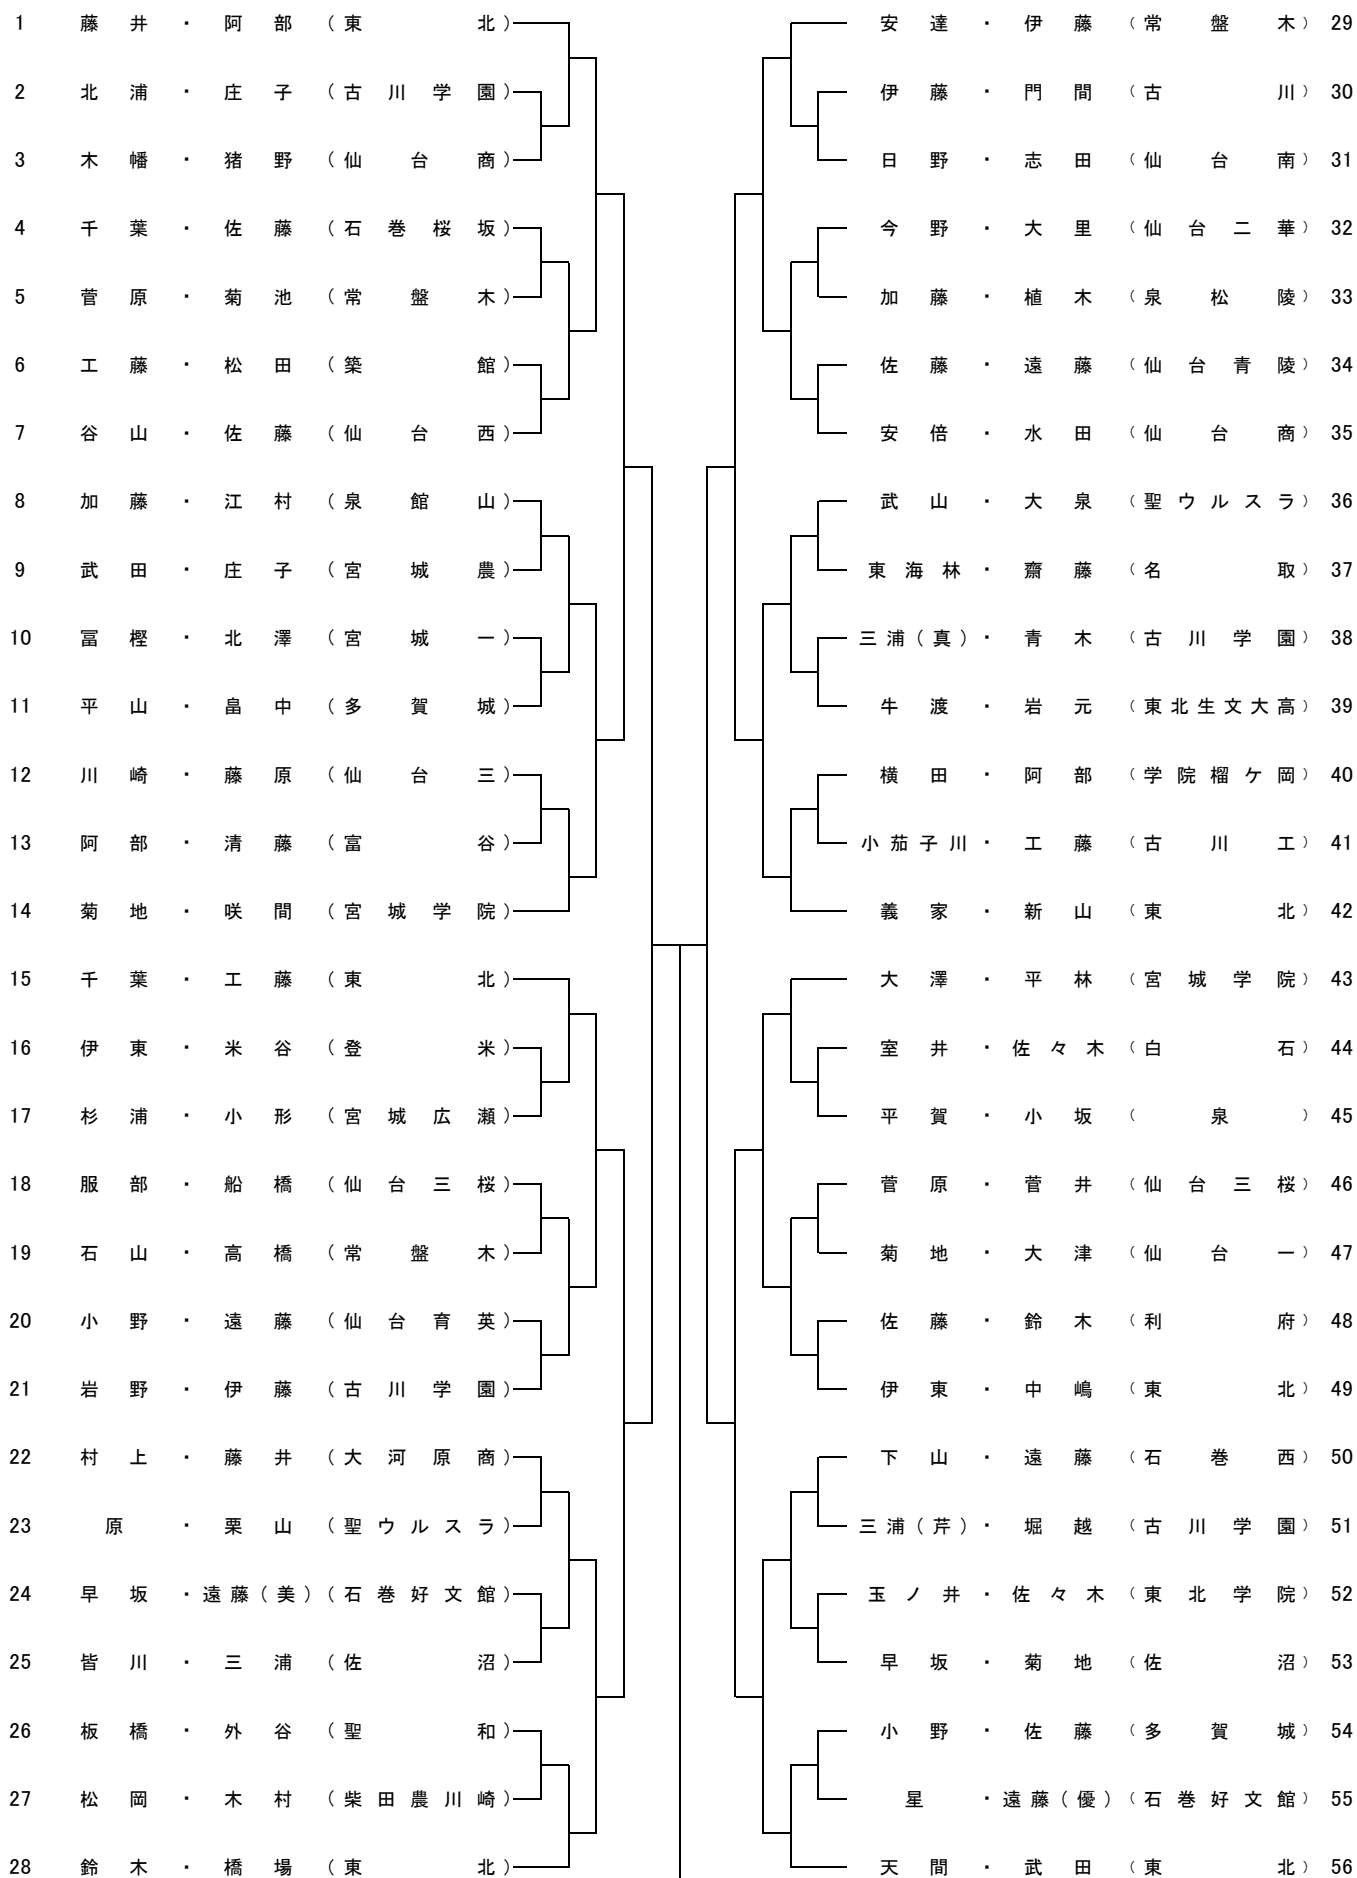 1 藤井・阿部（東北）
2 北浦・庄子（古川学園）
3 木幡・猪野（仙台商）
4 千葉・佐藤（石巻桜坂）
5 菅原・菊池（常盤木）
6 工藤・松田（築館）
7 谷山・佐藤（仙台西）
8 加藤・江村（泉館山）
9 武田・庄子（宮城農）
10 冨樫・北澤（宮城一）
11 平山・畠中（多賀城）
12 川崎・藤原（仙台三）
13 阿部・清藤（富谷）
14 菊地・咲間（宮城学院）
15 千葉・工藤（東北）
16 伊東・米谷（登米）
17 杉浦・小形（宮城広瀬）
18 服部・船橋（仙台三桜）
19 石山・高橋（常盤木）
20 小野・遠藤（仙台育英）
21 岩野・伊藤（古川学園）
22 村上・藤井（大河原商）
23 原・栗山（聖ウルスラ）
24 早坂・遠藤（美）（石巻好文館）
25 皆川・三浦（佐沼）
26 板橋・外谷（聖和）
27 松岡・木村（柴田農川崎）
28 鈴木・橋場（東北）
安達・伊藤（常盤木）29
伊藤・門間（古川）30
日野・志田（仙台南）31
今野・大里（仙台二華）32
加藤・植木（泉松陵）33
佐藤・遠藤（仙台青陵）34
安倍・水田（仙台商）35
武山・大泉（聖ウルスラ）36
東海林・齋藤（名取）37
三浦（真）・青木（古川学園）38
牛渡・岩元（東北生文大高）39
横田・阿部（学院榴ケ岡）40
小茄子川・工藤（古川工）41
義家・新山（東北）42
大澤・平林（宮城学院）43
室井・佐々木（白石）44
平賀・小坂（泉）45
菅原・菅井（仙台三桜）46
菊地・大津（仙台一）47
佐藤・鈴木（利府）48
伊東・中嶋（東北）49
下山・遠藤（石巻西）50
三浦（芹）・堀越（古川学園）51
玉ノ井・佐々木（東北学院）52
早坂・菊地（佐沼）53
小野・佐藤（多賀城）54
星・遠藤（優）（石巻好文館）55
天間・武田（東北）56